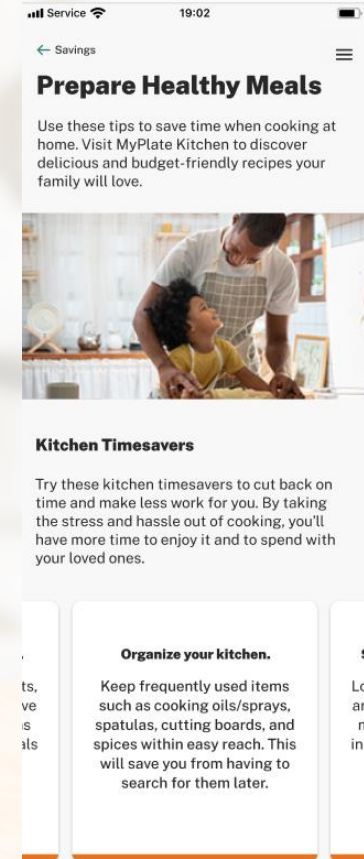 Service 19:02
← Savings
Prepare Healthy Meals
Use these tips to save time when cooking at
home. Visit MyPlate Kitchen to discover
delicious and budget-friendly recipes your
family will love.
Kitchen Timesavers
Try these kitchen timesavers to cut back on
time and make less work for you. By taking
the stress and hassle out of cooking, you'll
have more time to enjoy it and to spend with
your loved ones.
Organize your kitchen.
Keep frequently used items
such as cooking oils/sprays,
spatulas, cutting boards, and
spices within easy reach. This
will save you from having to
search for them later.